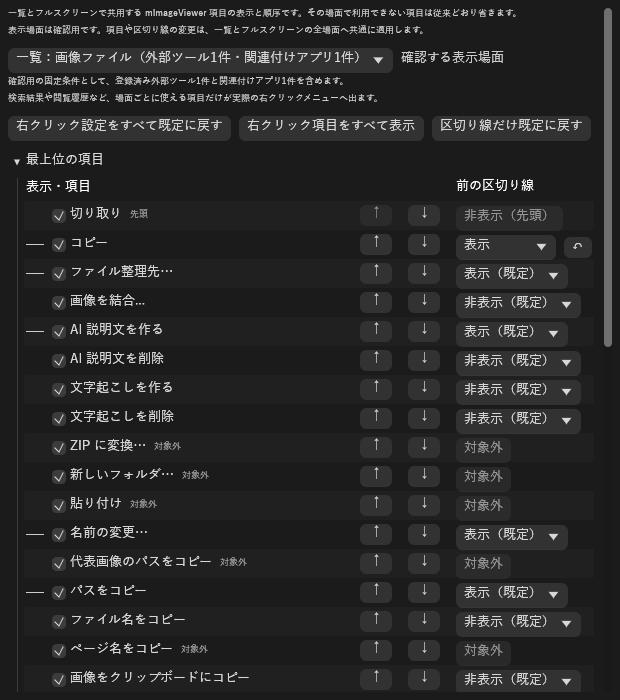 一覧とフルスクリーンで共用する mImageViewer 項目の表示と順序です。その場面で利用できない項目は従来どおり省きます。
表示場面は確認用です。項目や区切り線の変更は、一覧とフルスクリーンの全場面へ共通に適用します。
一覧：画像ファイル（外部ツール1件・関連付けアプリ1件） 確認する表示場面
確認用の固定条件として、登録済み外部ツール1件と関連付けアプリ1件を含めます。
検索結果や閲覧履歴など、場面ごとに使える項目だけが実際の右クリックメニューへ出ます。
右クリック設定をすべて既定に戻す 右クリック項目をすべて表示 区切り線だけ既定に戻す
▼ 最上位の項目
表示・項目 前の区切り線
切り取り 先頭 ↑ ↓ 非表示（先頭）
コピー ↑ ↓ 表示
ファイル整理先… ↑ ↓ 表示（既定）
画像を結合... ↑ ↓ 非表示（既定）
AI 説明文を作る ↑ ↓ 表示（既定）
AI 説明文を削除 ↑ ↓ 非表示（既定）
文字起こしを作る ↑ ↓ 非表示（既定）
文字起こしを削除 ↑ ↓ 非表示（既定）
ZIP に変換… 対象外 ↑ ↓ 対象外
新しいフォルダ… 対象外 ↑ ↓ 対象外
貼り付け 対象外 ↑ ↓ 対象外
名前の変更… ↑ ↓ 表示（既定）
代表画像のパスをコピー 対象外 ↑ ↓ 対象外
パスをコピー ↑ ↓ 表示（既定）
ファイル名をコピー ↑ ↓ 非表示（既定）
ページ名をコピー 対象外 ↑ ↓ 対象外
画像をクリップボードにコピー ↑ ↓ 非表示（既定）